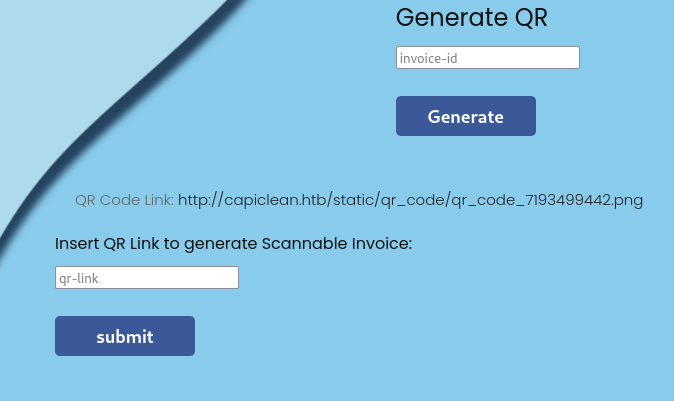 Generate QR
invoice-id
Generate
QR Code Link: http://capiclean.htb/static/qr_code/qr_code_7193499442.png
Insert QR Link to generate Scannable Invoice:
qr-link
submit